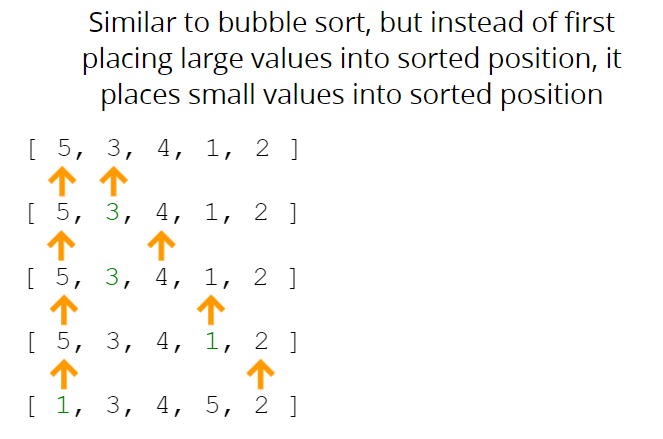 Similar to bubble sort, but instead of first
placing large values into sorted position, it
places small values into sorted position
[ 5, 3, 4, 1, 2 ]
[ 5, 3, 4, 1, 2 ]
[ 5, 3, 4, 1, 2 ]
[ 5, 3, 4, 1, 2 ]
[ 1, 3, 4, 5, 2 ]